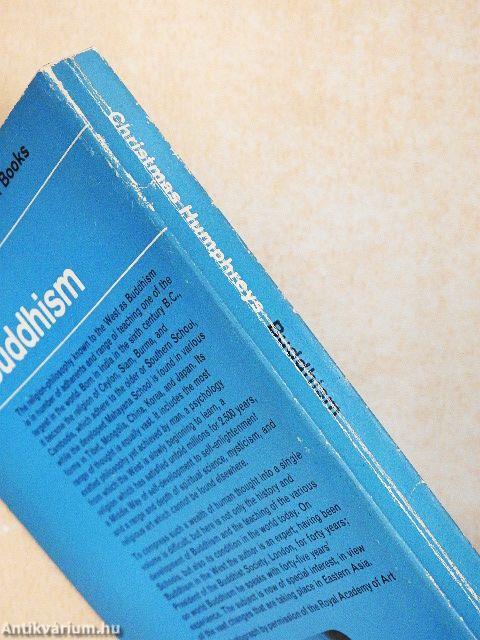 Christmas Humphreys Buddhism
Books
uddhism
The religio-philosophy known to the West as Buddhism
is in number of adherents and range of teaching one of the
largest in the world. Born in India in the sixth century B.C.,
it became the religion of Ceylon, Siam, Burma, and
Cambodia, which adhere to the older or Southern School,
while the developed Mahayana School is found in various
forms in Tibet, Mongolia, China, Korea, and Japan. Its
range of thought is equally vast. It includes the most
exalted philosophy yet achieved by man, a psychology
from which the West is slowly beginning to learn, a
religion which has satisfied untold millions for 2,500 years,
a Middle Way of self-development to self-enlightenment
and a range and depth of spiritual science, mysticism, and
religious art which cannot be found elsewhere.
To compress such a wealth of human thought into a single
volume is difficult, but here is not only the history and
development of Buddhism and the teaching of the various
Schools, but also its condition in the world today. On
Buddhism in the West the author is an expert, having been
President of the Buddhist Society, London, for forty years;
on world Buddhism he speaks with forty-five years'
experience. The subject is now of special interest, in view
of the vast changes that are taking place in Eastern Asia.
ograph by permission of the Royal Academy of Art
Antikvárium.hu